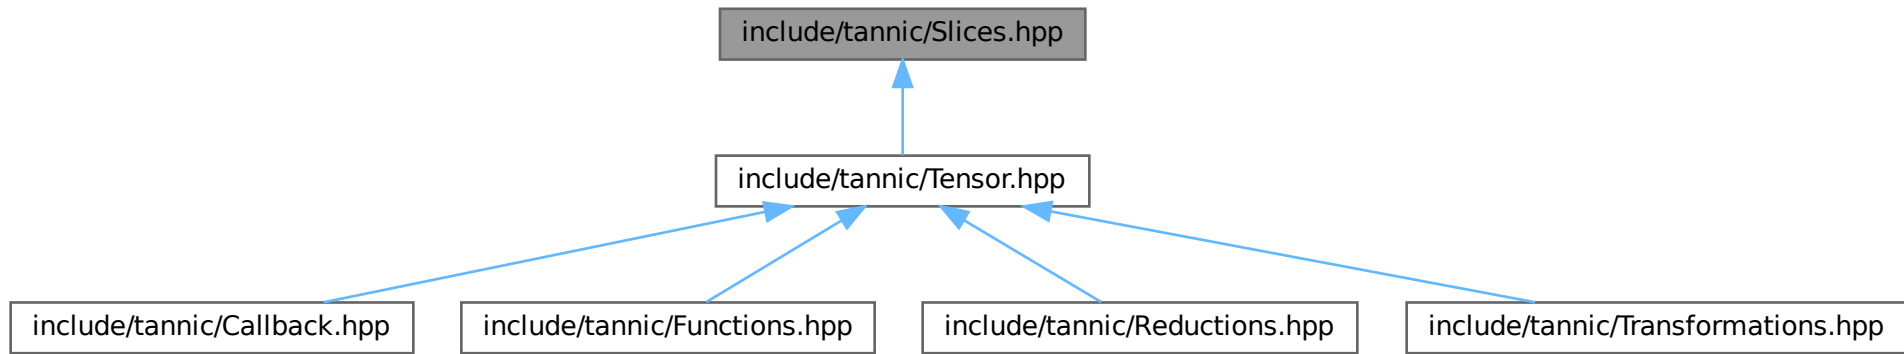 include/tannic/Slices.hpp
include/tannic/Tensor.hpp
include/tannic/Callback.hpp
include/tannic/Functions.hpp
include/tannic/Reductions.hpp
include/tannic/Transformations.hpp